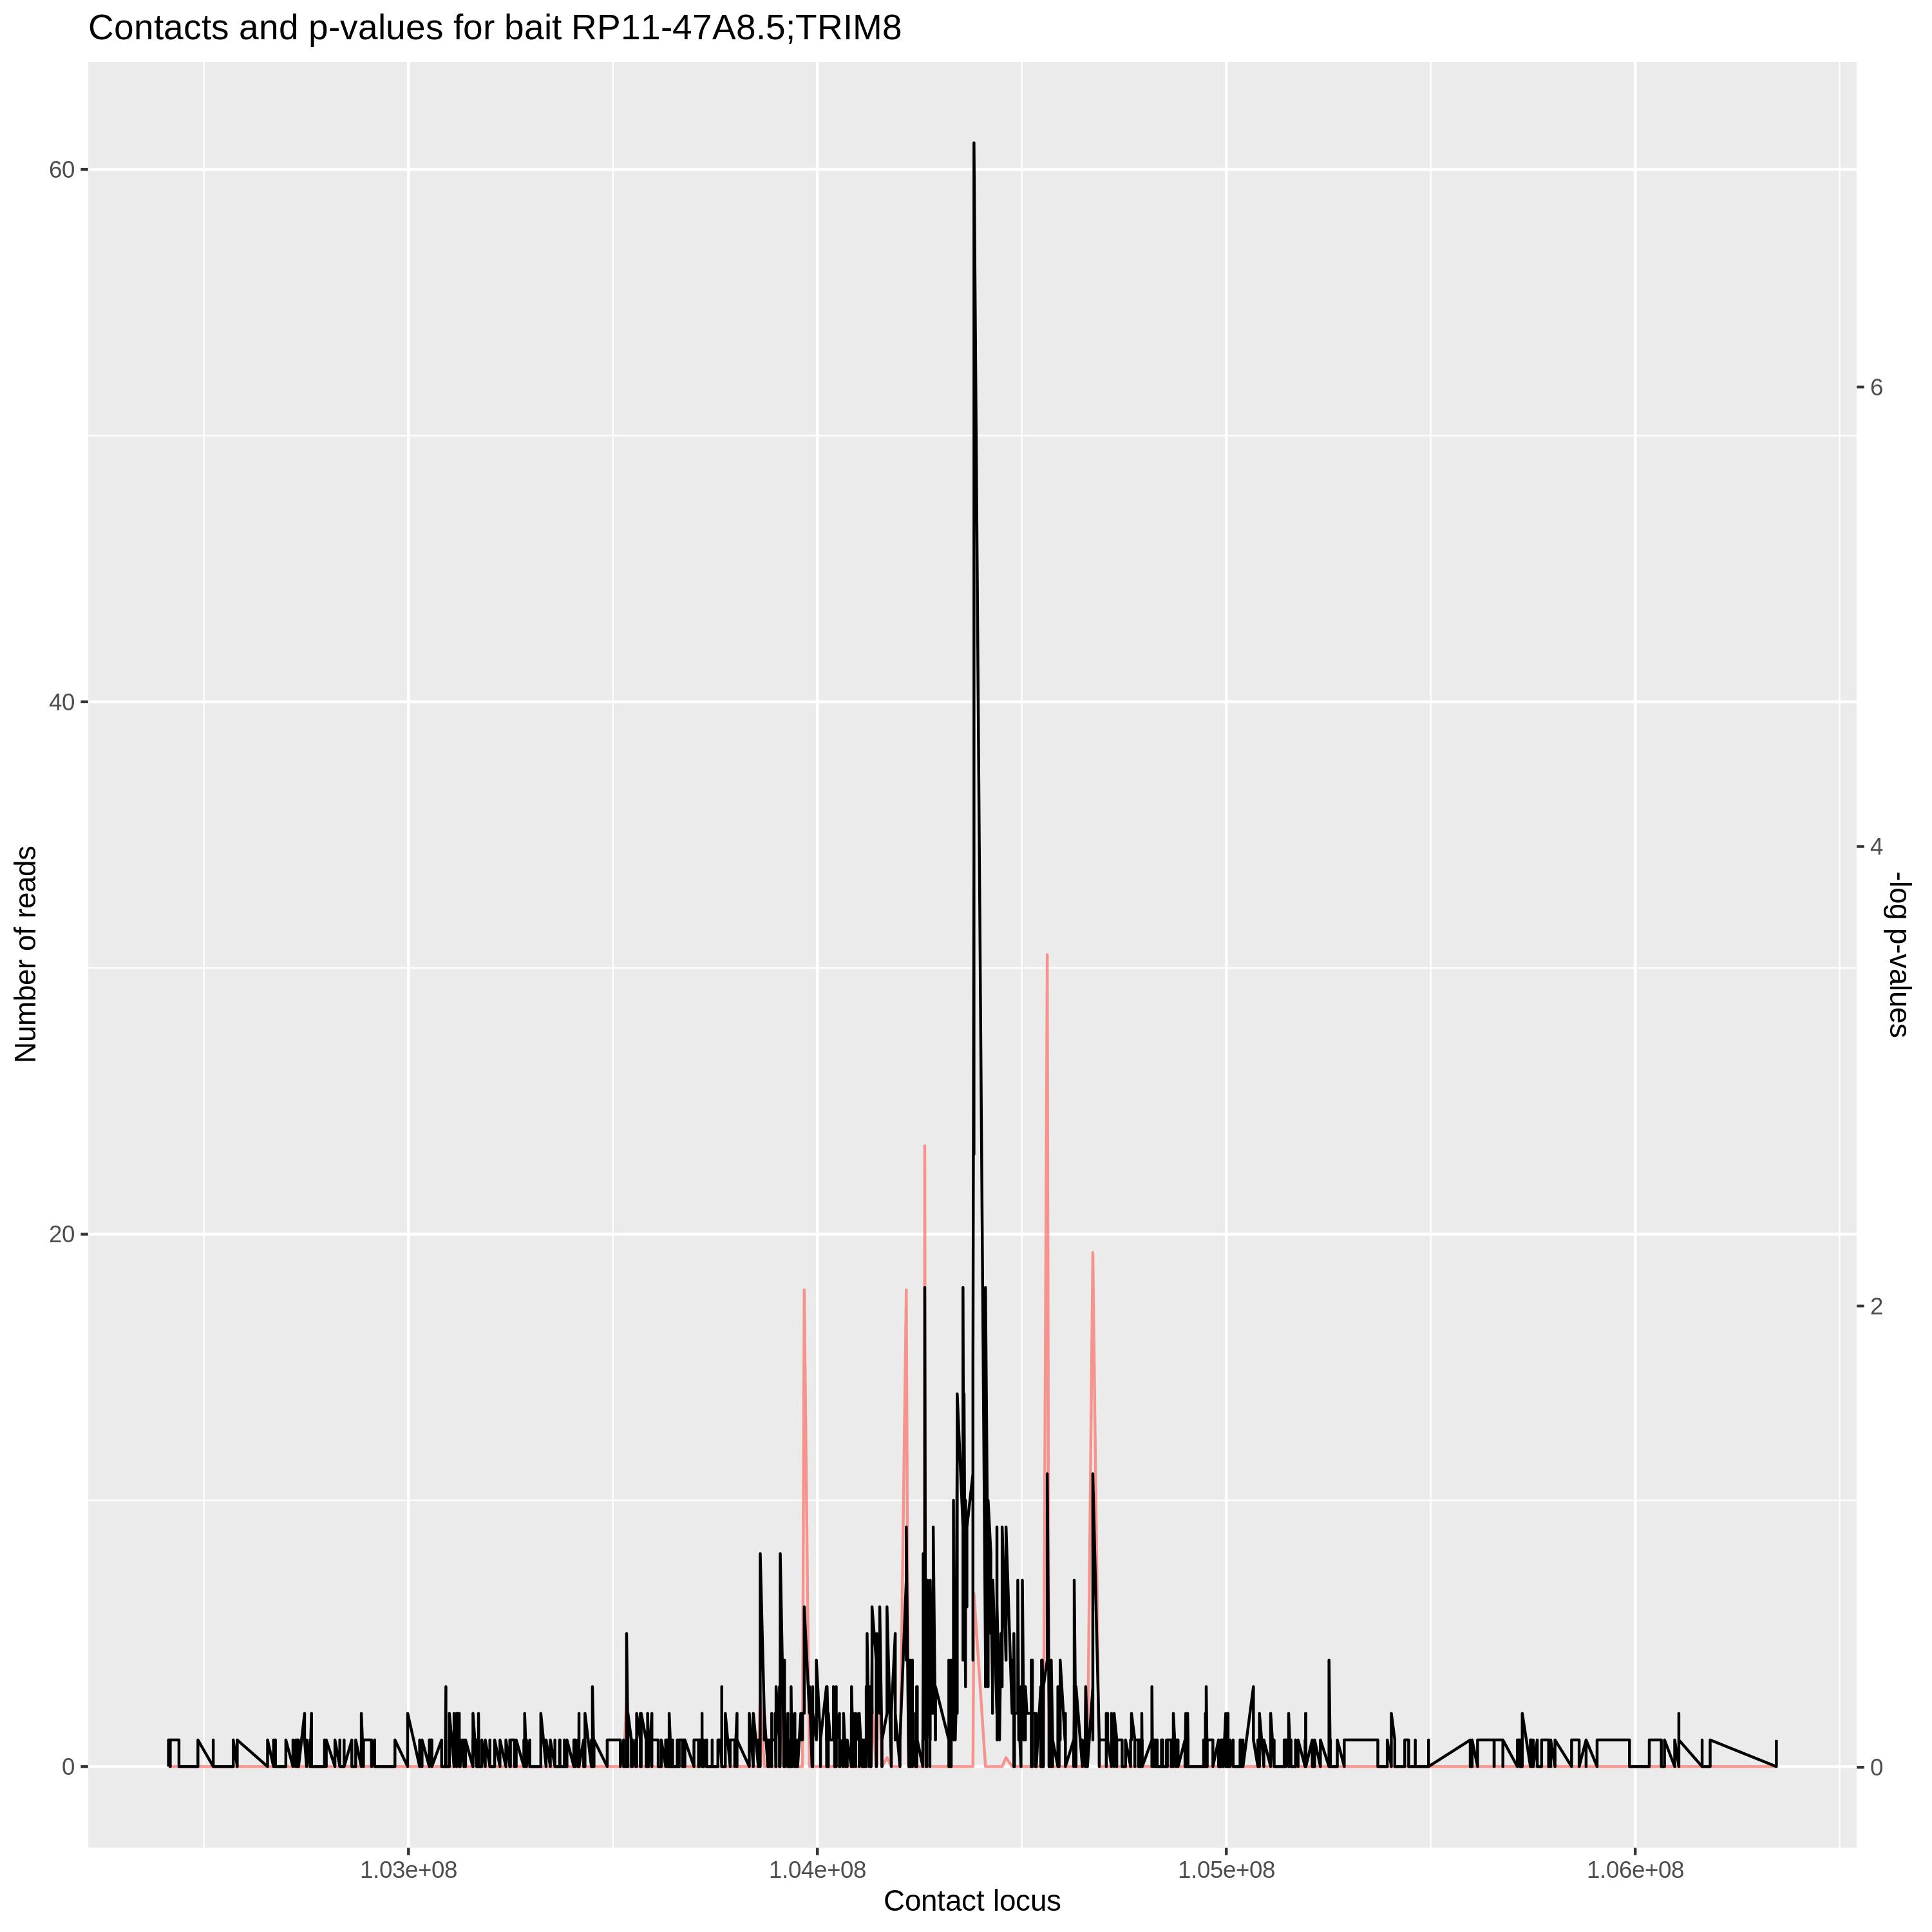 Contacts and p-values for bait RP11-47A8.5;TRIM8
60
40
20
0
Number of reads
6
4
2
0
-log p-values
1.03e+08
1.04e+08
1.05e+08
1.06e+08
Contact locus